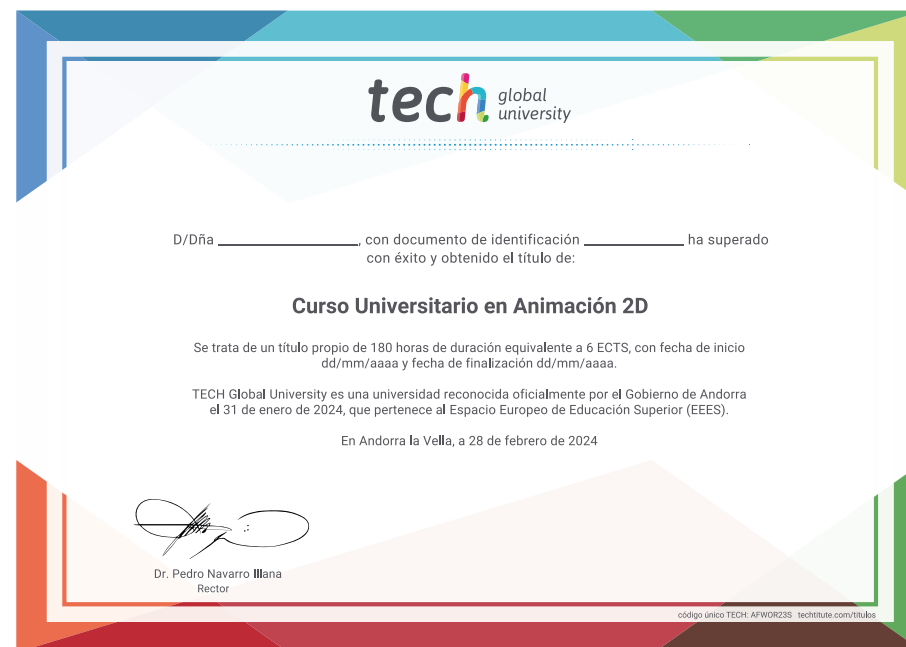 tech global university
D/Dña ____________, con documento de identificación ____________ ha superado
con éxito y obtenido el título de:
Curso Universitario en Animación 2D
Se trata de un título propio de 180 horas de duración equivalente a 6 ECTS, con fecha de inicio
dd/mm/aaaa y fecha de finalización dd/mm/aaaa.
TECH Global University es una universidad reconocida oficialmente por el Gobierno de Andorra
el 31 de enero de 2024, que pertenece al Espacio Europeo de Educación Superior (EEES).
En Andorra la Vella, a 28 de febrero de 2024
Dr. Pedro Navarro Illana
Rector
código único TECH: AFWOR23S techtitute.com/titulos